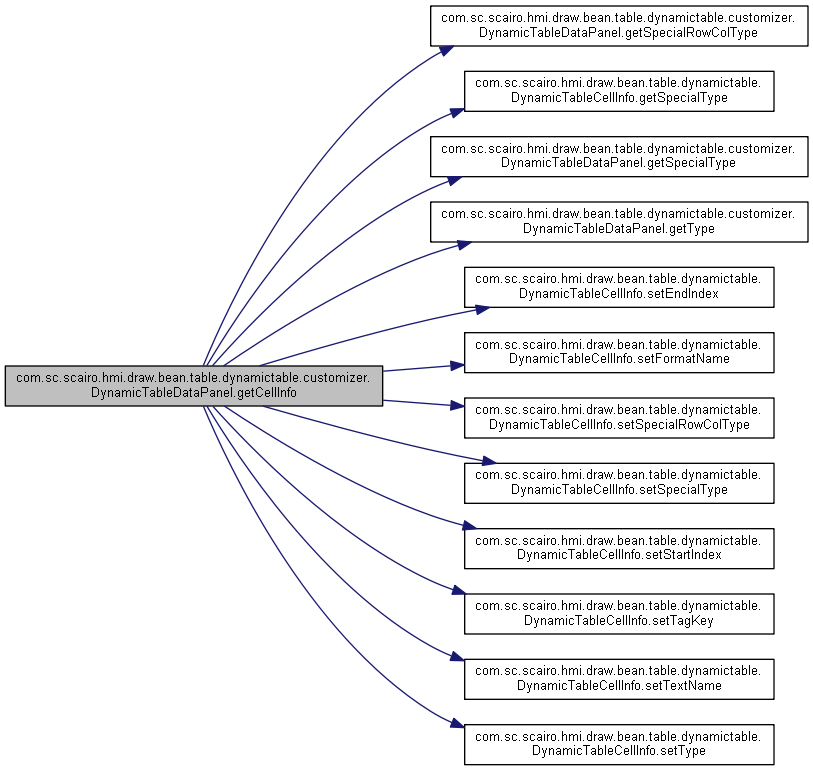 com.sc.scairo.hmi.draw.bean.table.dynamictable.customizer.
DynamicTableDataPanel.getSpecialRowColType
com.sc.scairo.hmi.draw.bean.table.dynamictable.
DynamicTableCellInfo.getSpecialType
com.sc.scairo.hmi.draw.bean.table.dynamictable.customizer.
DynamicTableDataPanel.getSpecialType
com.sc.scairo.hmi.draw.bean.table.dynamictable.customizer.
DynamicTableDataPanel.getType
com.sc.scairo.hmi.draw.bean.table.dynamictable.
DynamicTableCellInfo.setEndIndex
com.sc.scairo.hmi.draw.bean.table.dynamictable.
DynamicTableCellInfo.setFormatName
com.sc.scairo.hmi.draw.bean.table.dynamictable.customizer.
DynamicTableDataPanel.getCellInfo
com.sc.scairo.hmi.draw.bean.table.dynamictable.
DynamicTableCellInfo.setSpecialRowColType
com.sc.scairo.hmi.draw.bean.table.dynamictable.
DynamicTableCellInfo.setSpecialType
com.sc.scairo.hmi.draw.bean.table.dynamictable.
DynamicTableCellInfo.setStartIndex
com.sc.scairo.hmi.draw.bean.table.dynamictable.
DynamicTableCellInfo.setTagKey
com.sc.scairo.hmi.draw.bean.table.dynamictable.
DynamicTableCellInfo.setTextName
com.sc.scairo.hmi.draw.bean.table.dynamictable.
DynamicTableCellInfo.setType